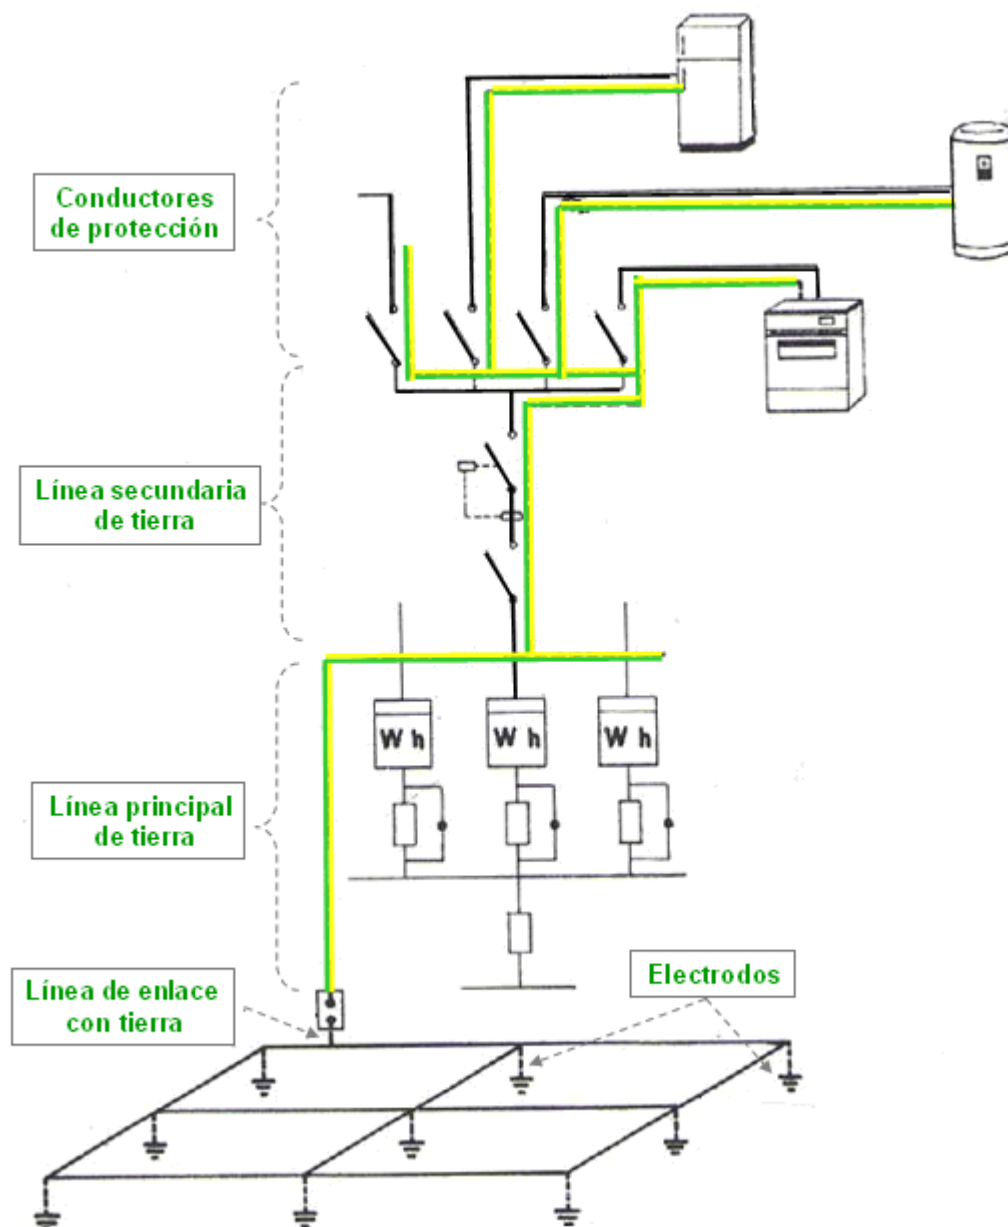 Conductores
de protección
Línea secundaria
de tierra
W h
W h
W h
Línea principal
de tierra
Línea de enlace
con tierra
Electrodos